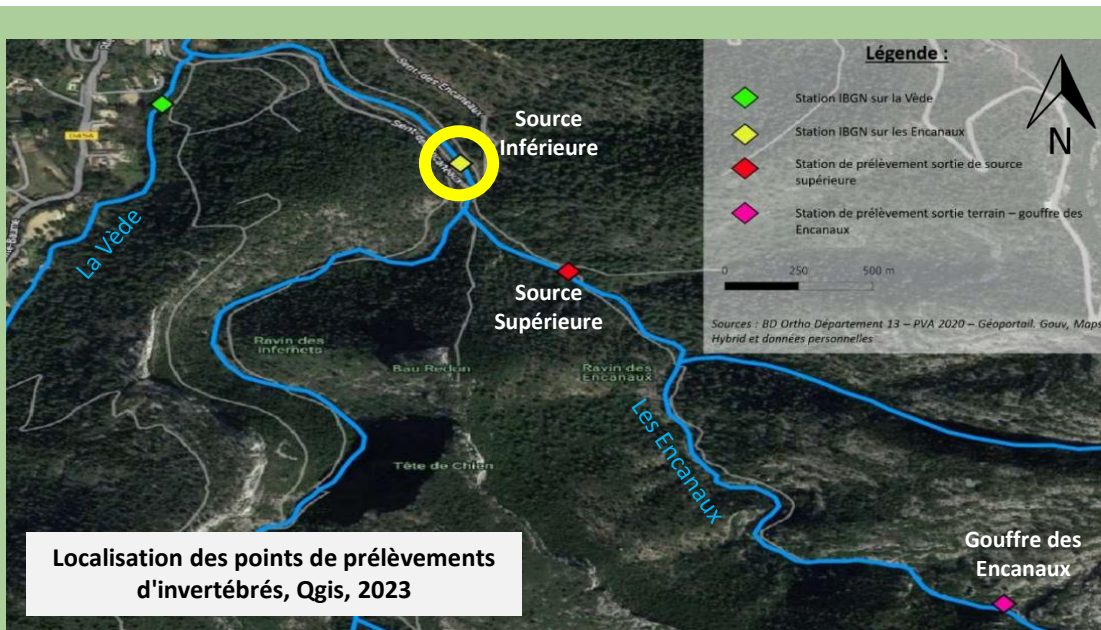 Légende :
Station IBGN sur la Vède
Station IBGN sur les Encanaux
Station de prélèvement sortie de source
supérieure
Station de prélèvement sortie terrain – gouffre des
Encanaux
0 250 500 m
Sources : BD Ortho Département 13 – PVA 2020 – Géoportail. Gouv, Maps
Hybrid et données personnelles
N
Sent. des Encaneaux
Source
Inférieure
La Vède
Source
Supérieure
Ravin des
Infernets
Bau Redon
Ravin des
Encanaux
Tête de Chien
Les Encanaux
Gouffre des
Encanaux
Localisation des points de prélèvements
d'invertébrés, Qgis, 2023